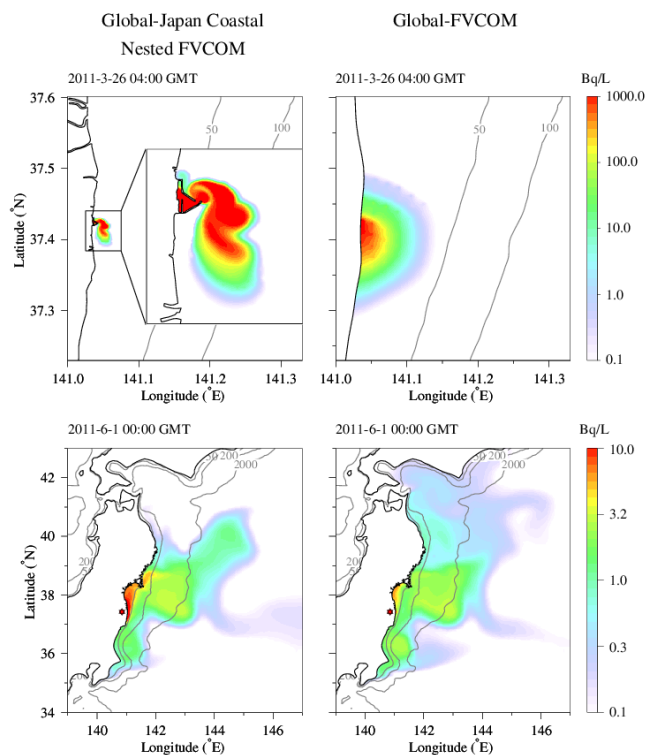 Global-Japan Coastal
Nested FVCOM
Global-FVCOM
2011-3-26 04:00 GMT
2011-3-26 04:00 GMT
Bq/L
37.6
37.5
37.4
37.3
Latitude (°N)
50
100
50
100
1000.0
100.0
10.0
1.0
0.1
141.0 141.1 141.2 141.3
141.0 141.1 141.2 141.3
Longitude (°E)
Longitude (°E)
2011-6-1 00:00 GMT
2011-6-1 00:00 GMT
Bq/L
42
40
38
36
34
Latitude (°N)
50 200
2000
50 200
2000
10.0
3.2
1.0
0.3
0.1
140 142 144 146
140 142 144 146
Longitude (°E)
Longitude (°E)